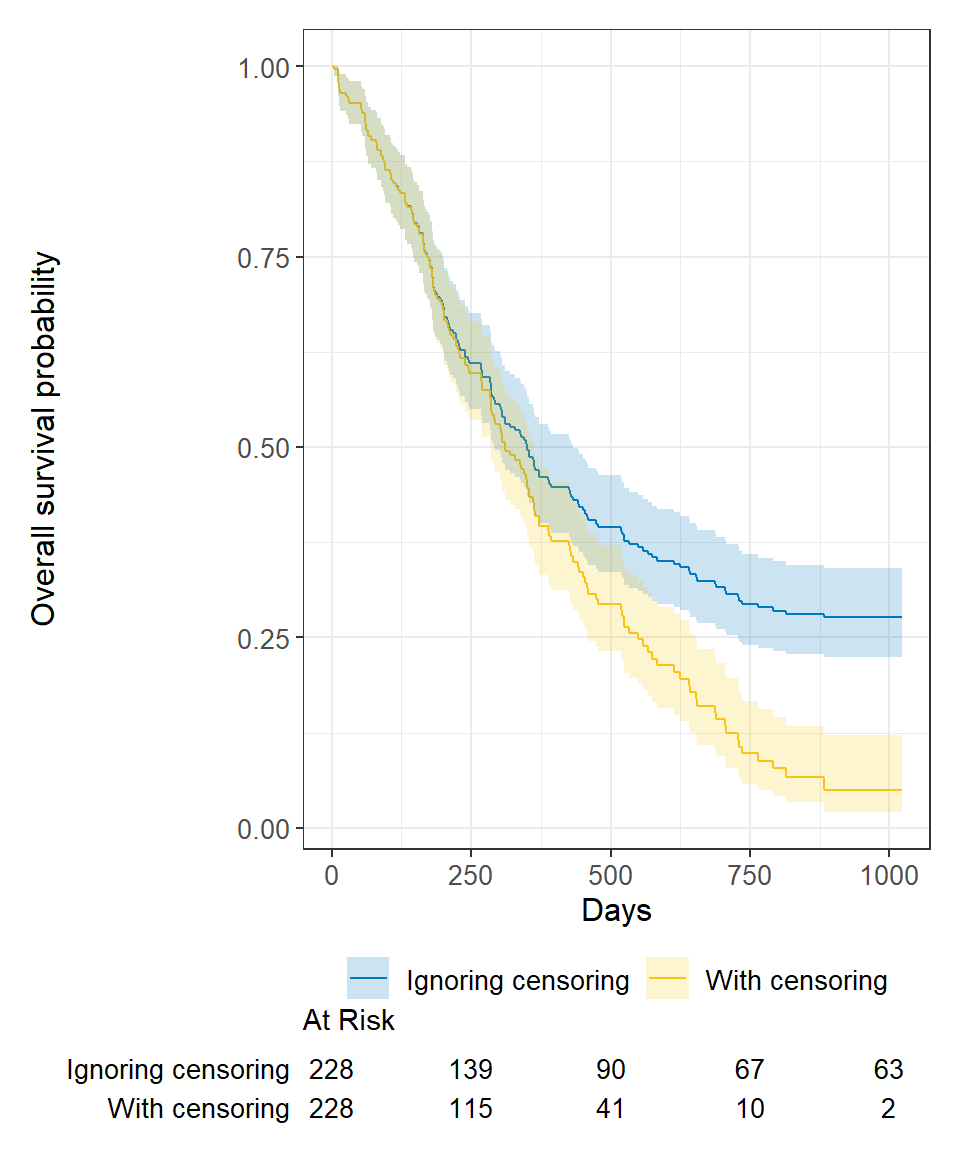 Overall survival probability
1.00
0.75
0.50
0.25
0.00
0 250 500 750 1000
Days
Ignoring censoring With censoring
At Risk
Ignoring censoring 228 139 90 67 63
With censoring 228 115 41 10 2